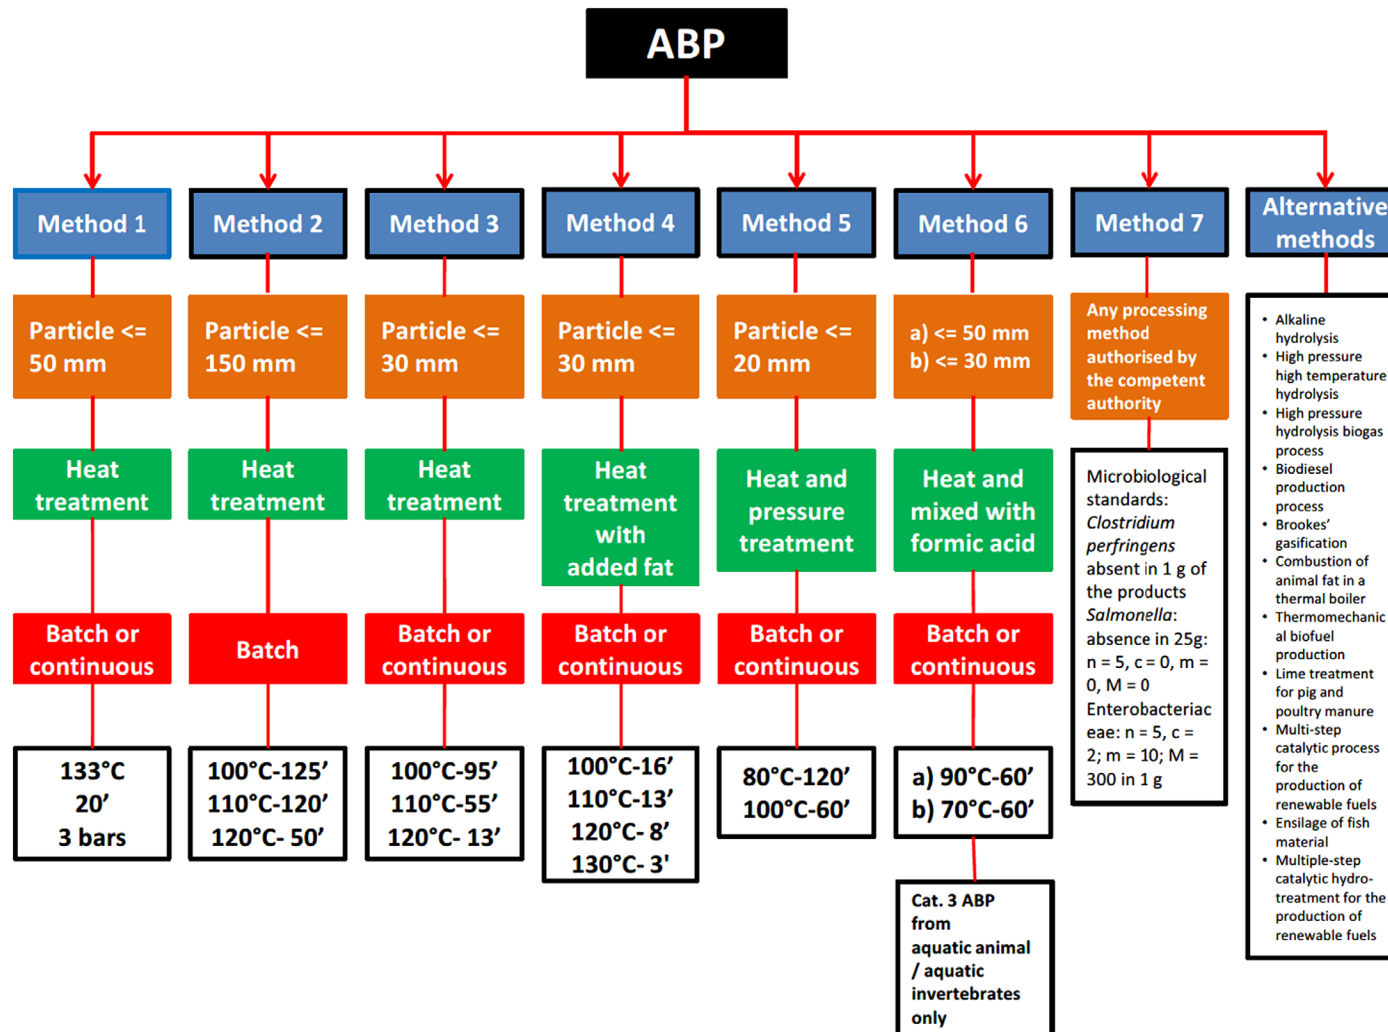 ABP
Method 1
Particle <=
50 mm
Heat
treatment
Batch or
continuous
133°C
20’
3 bars
Method 2
Particle <=
150 mm
Heat
treatment
Batch
100°C-125’
110°C-120’
120°C- 50’
Method 3
Particle <=
30 mm
Heat
treatment
Batch or
continuous
100°C-95’
110°C-55’
120°C- 13’
Method 4
Particle <=
30 mm
Heat
treatment
with
added fat
Batch or
continuous
100°C-16’
110°C-13’
120°C- 8’
130°C- 3'
Method 5
Particle <=
20 mm
Heat and
pressure
treatment
Batch or
continuous
80°C-120’
100°C-60’
Method 6
a) <= 50 mm
b) <= 30 mm
Heat and
mixed with
formic acid
Batch or
continuous
a) 90°C-60’
b) 70°C-60’
Cat. 3 ABP
from
aquatic animal
/ aquatic
invertebrates
only
Method 7
Any processing
method
authorised by
the competent
authority
Microbiological
standards:
Clostridium
perfringens
absent in 1 g of
the products
Salmonella:
absence in 25g:
n = 5, c = 0, m =
0, M = 0
Enterobacteriac
eae: n = 5, c =
2; m = 10; M =
300 in 1 g
Alternative
methods
• Alkaline
hydrolysis
• High pressure
high temperature
hydrolysis
• High pressure
hydrolysis biogas
process
• Biodiesel
production
process
• Brookes’
gasification
• Combustion of
animal fat in a
thermal boiler
• Thermomechanic
al biofuel
production
• Lime treatment
for pig and
poultry manure
• Multi-step
catalytic process
for the
production of
renewable fuels
• Ensilage of fish
material
• Multiple-step
catalytic hydro-
treatment for the
production of
renewable fuels